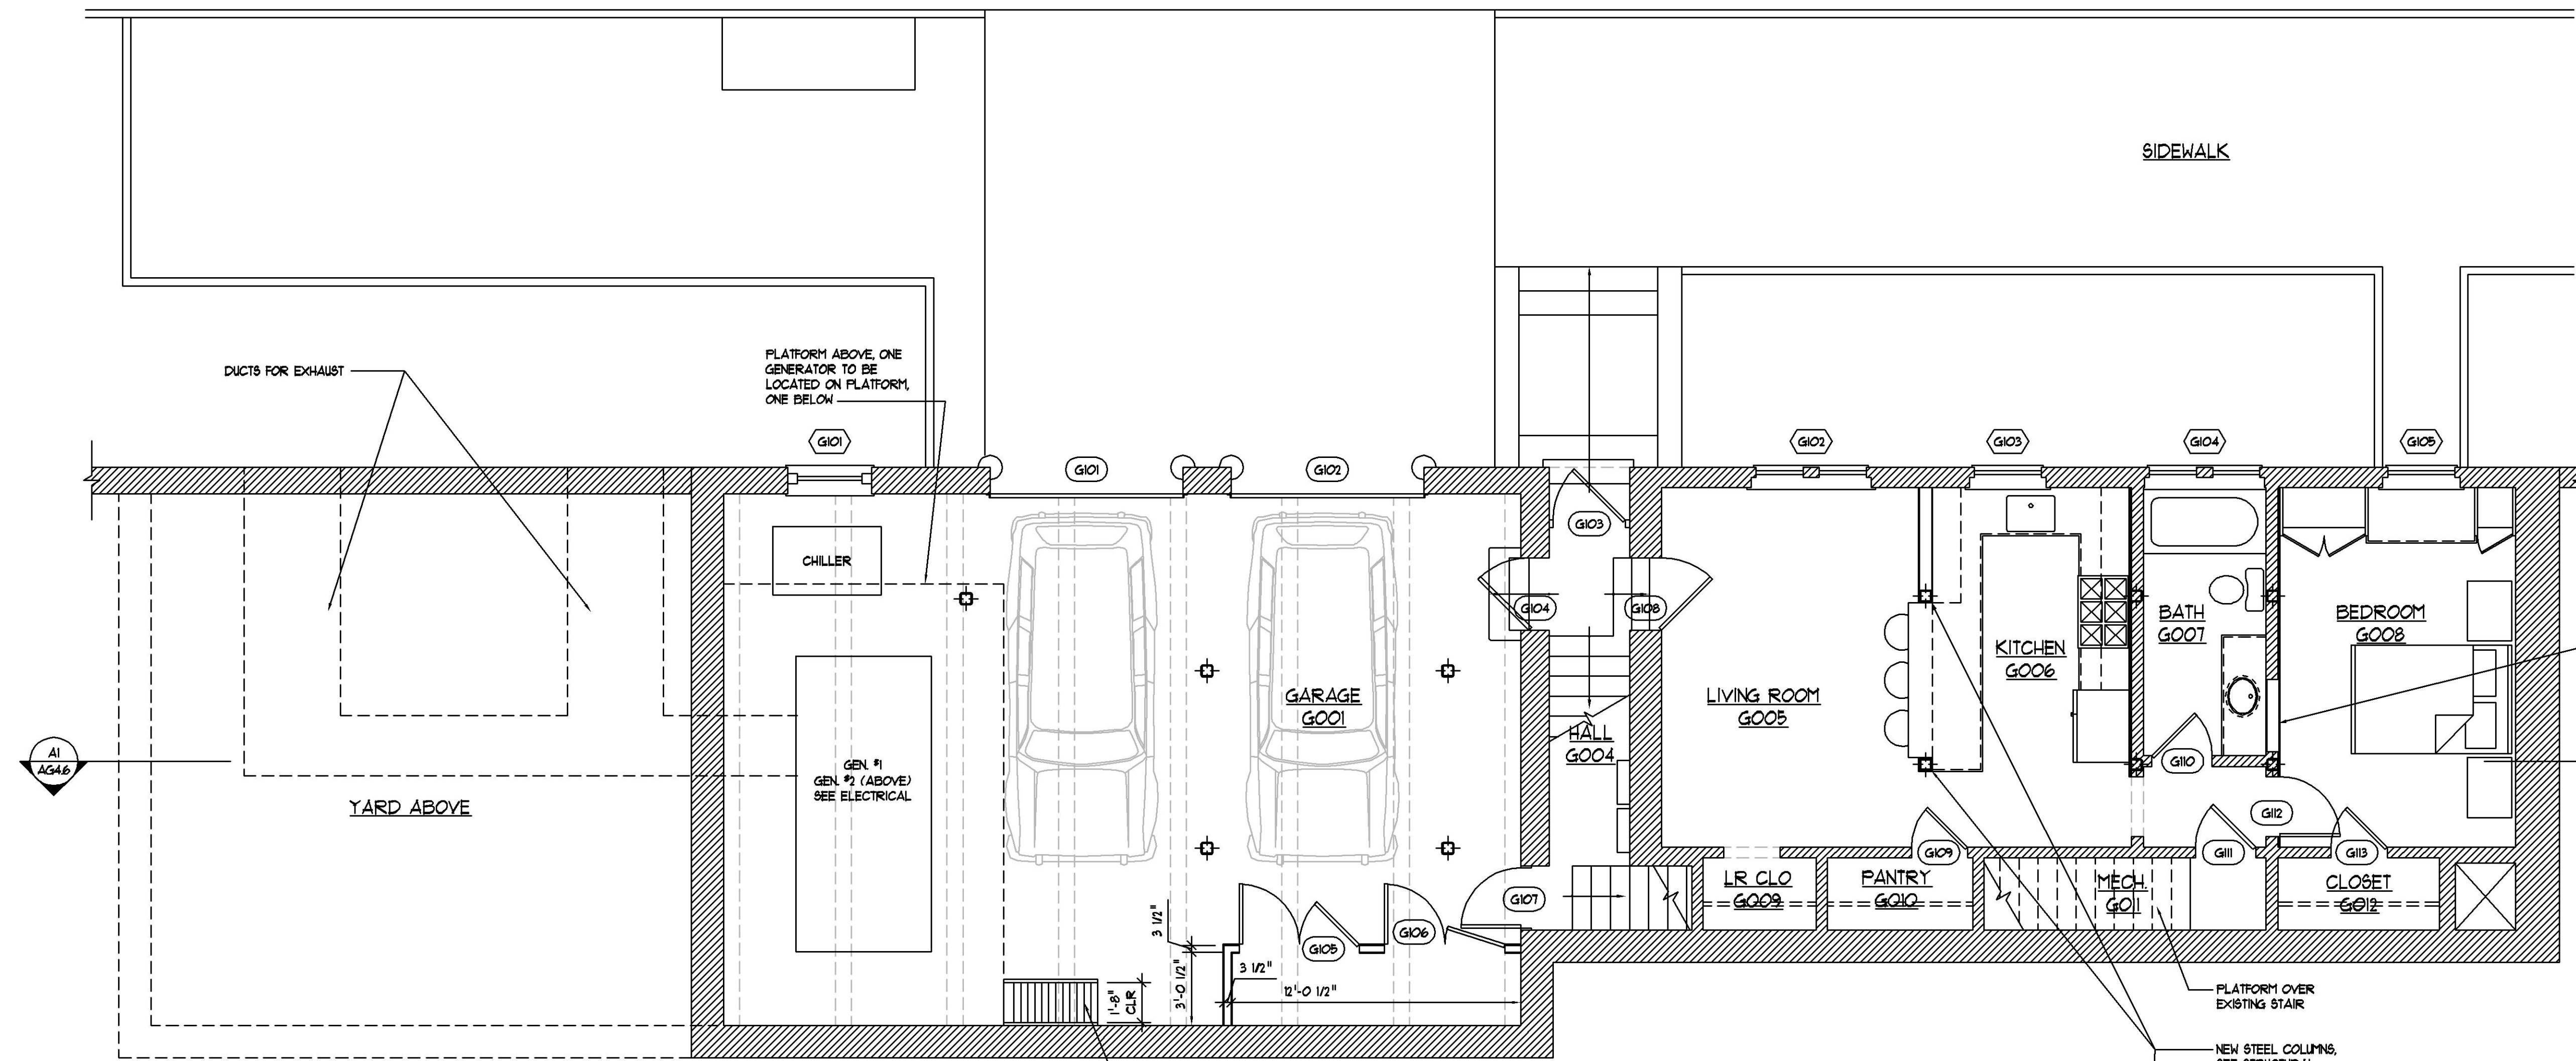 SIDEWALK
DUCTS FOR EXHAUST
PLATFORM ABOVE, ONE
GENERATOR TO BE
LOCATED ON PLATFORM,
ONE BELOW
G101
G101
G102
G102
G103
G104
G105
G103
CHILLER
G104
G108
BATH
G007
BEDROOM
G008
KITCHEN
G006
GARAGE
G001
LIVING ROOM
G005
HALL
G004
A1
AG4.6
GEN. #1
GEN. #2 (ABOVE)
SEE ELECTRICAL
YARD ABOVE
G110
G112
G109
G111
G113
LR CLO
G009
PANTRY
G010
MECH.
G011
CLOSET
G012
G107
G106
G105
3 1/2"
3 1/2"
3'-0 1/2"
12'-0 1/2"
1'-8"
CLR
PLATFORM OVER
EXISTING STAIR
NEW STEEL COLUMNS,
SEE STRUCTURAL